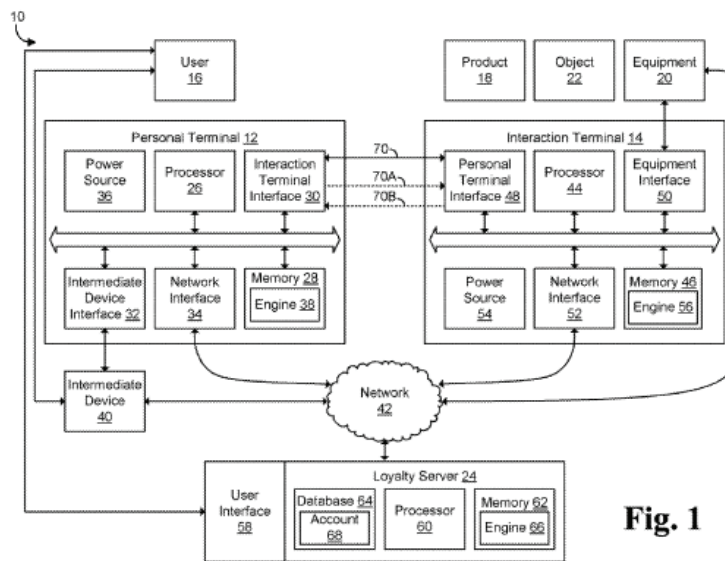 10
User
16
Product
18
Object
22
Equipment
20
Personal Terminal 12
Power
Source
36
Processor
26
Interaction
Terminal
Interface 30
70
70A
70B
Interaction Terminal 14
Personal
Terminal
Interface 48
Processor
44
Equipment
Interface
50
Intermediate
Device
Interface 32
Network
Interface
34
Memory 28
Engine 38
Power
Source
54
Network
Interface
52
Memory 46
Engine 56
Intermediate
Device
40
Network
42
User
Interface
58
Loyalty Server 24
Database 64
Account
68
Processor
60
Memory 62
Engine 66
Fig. 1